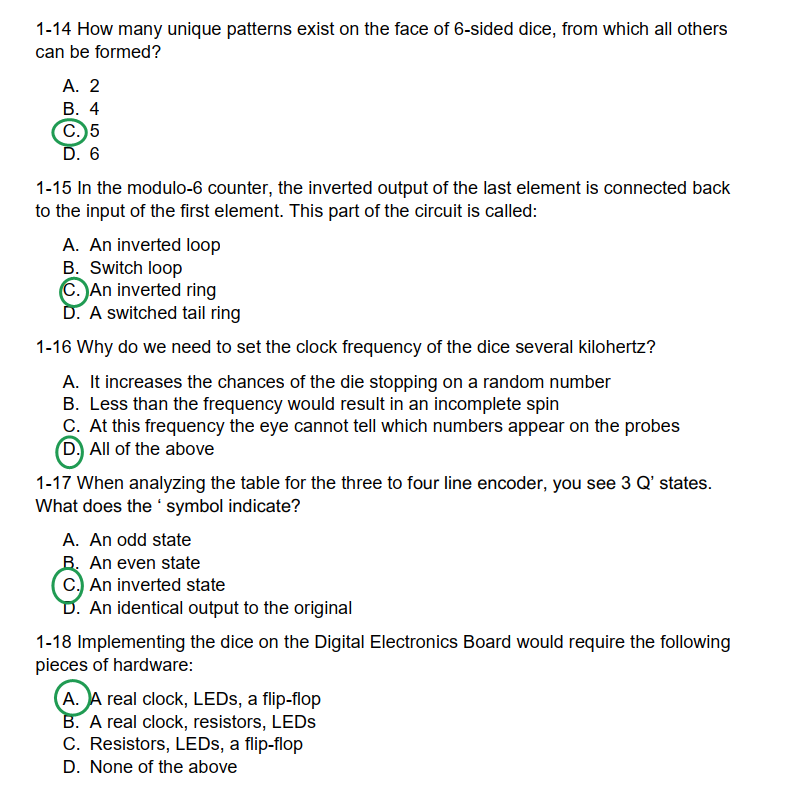 1-14 How many unique patterns exist on the face of 6-sided dice, from which all others
can be formed?
A. 2
B. 4
C. 5
D. 6
1-15 In the modulo-6 counter, the inverted output of the last element is connected back
to the input of the first element. This part of the circuit is called:
A. An inverted loop
B. Switch loop
C. An inverted ring
D. A switched tail ring
1-16 Why do we need to set the clock frequency of the dice several kilohertz?
A. It increases the chances of the die stopping on a random number
B. Less than the frequency would result in an incomplete spin
C. At this frequency the eye cannot tell which numbers appear on the probes
D. All of the above
1-17 When analyzing the table for the three to four line encoder, you see 3 Q’ states.
What does the ‘ symbol indicate?
A. An odd state
B. An even state
C. An inverted state
D. An identical output to the original
1-18 Implementing the dice on the Digital Electronics Board would require the following
pieces of hardware:
A. A real clock, LEDs, a flip-flop
B. A real clock, resistors, LEDs
C. Resistors, LEDs, a flip-flop
D. None of the above